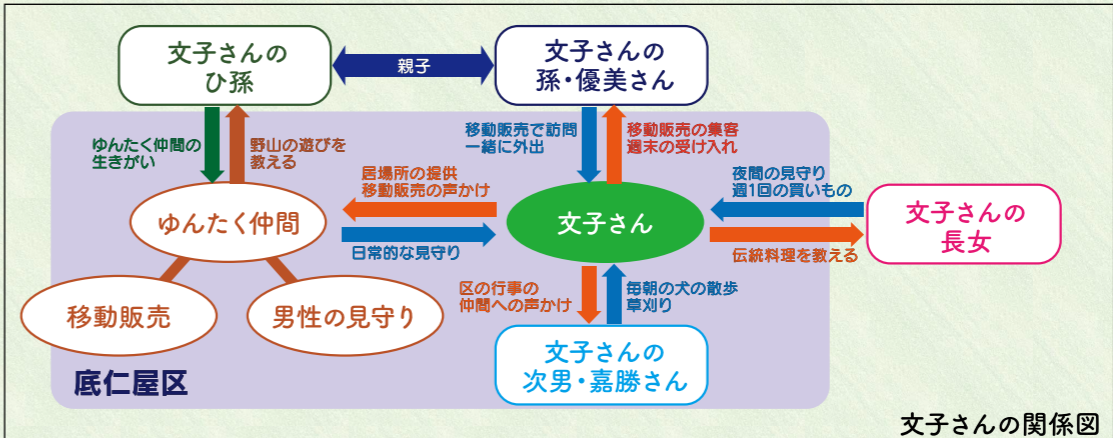 文子さんの
ひ孫
親子
文子さんの
孫・優美さん
ゆんたく仲間の
生きがい
野山の遊びを
教える
移動販売で訪問
一緒に外出
移動販売の集客
週末の受け入れ
居場所の提供
移動販売の声かけ
夜間の見守り
週1回の買いもの
ゆんたく仲間
文子さん
文子さんの
長女
日常的な見守り
伝統料理を教える
移動販売
男性の見守り
区の行事の
仲間への声かけ
毎朝の犬の散歩
草刈り
文子さんの
次男・嘉勝さん
底仁屋区
文子さんの関係図